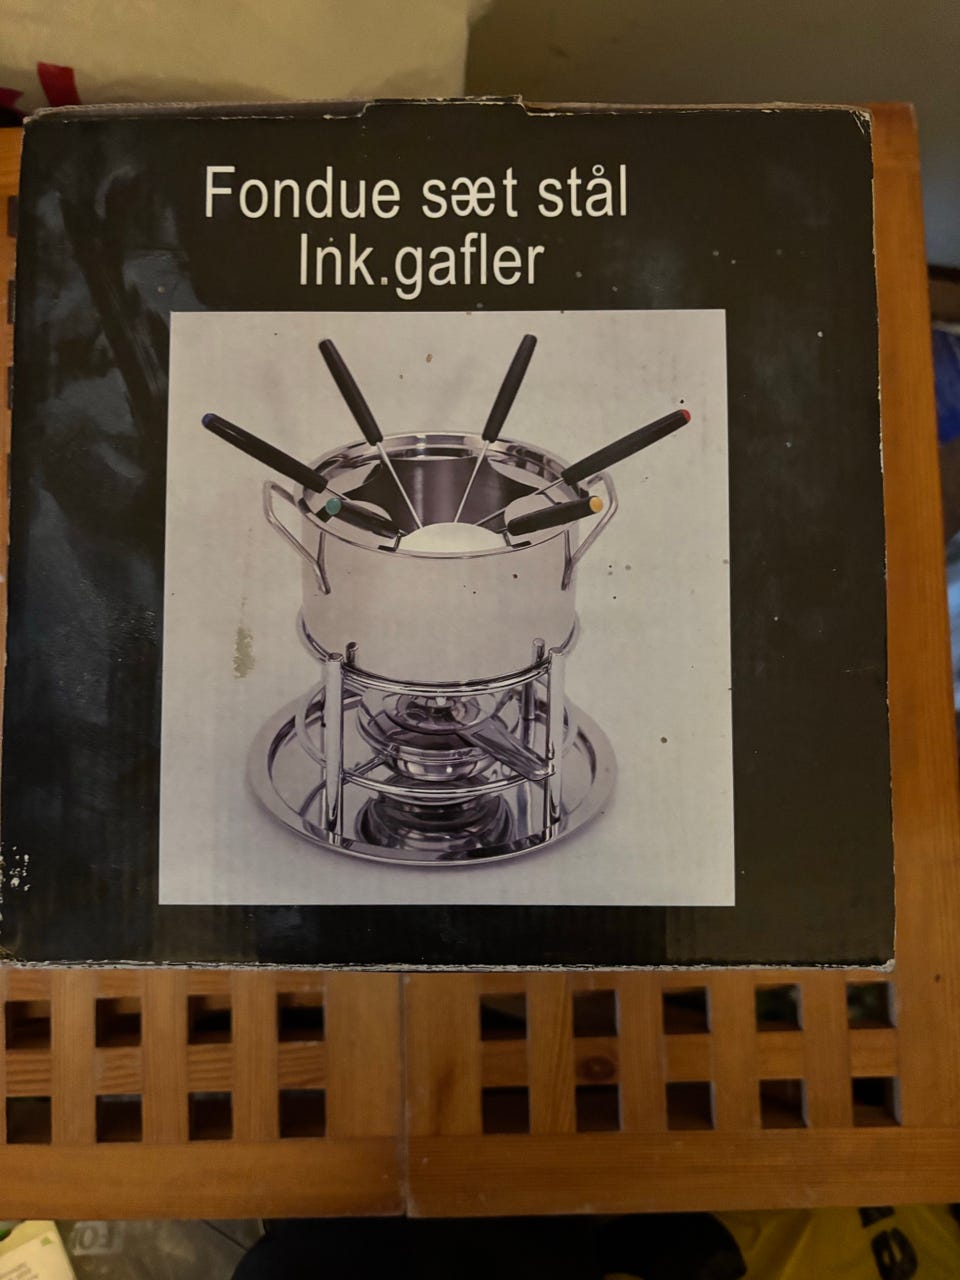 Fondue sæt stål
Ink.gafler